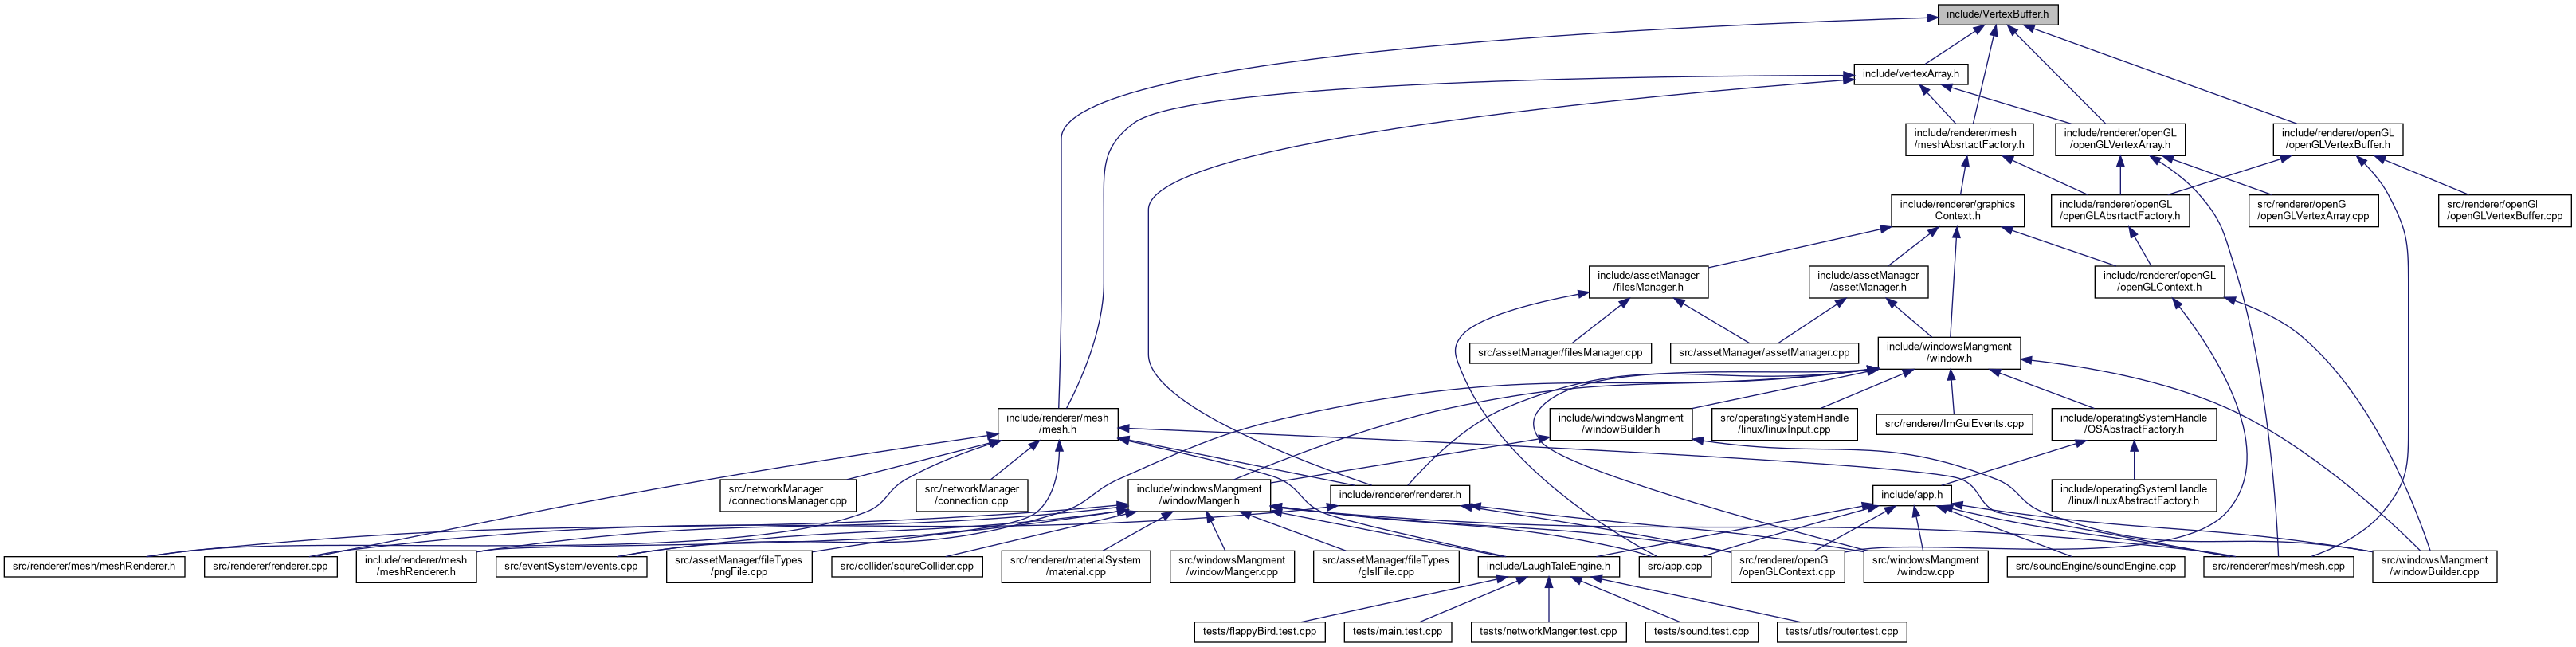 include/VertexBuffer.h
include/vertexArray.h
include/renderer/mesh
/meshAbsrtactFactory.h
include/renderer/openGL
/openGLVertexArray.h
include/renderer/openGL
/openGLVertexBuffer.h
include/renderer/graphics
Context.h
include/renderer/openGL
/openGLAbsrtactFactory.h
src/renderer/openGl
/openGLVertexArray.cpp
src/renderer/openGl
/openGLVertexBuffer.cpp
include/assetManager
/filesManager.h
include/assetManager
/assetManager.h
include/renderer/openGL
/openGLContext.h
src/assetManager/filesManager.cpp
src/assetManager/assetManager.cpp
include/windowsMangment
/window.h
include/renderer/mesh
/mesh.h
include/windowsMangment
/windowBuilder.h
src/operatingSystemHandle
/linux/linuxInput.cpp
src/renderer/ImGuiEvents.cpp
include/operatingSystemHandle
/OSAbstractFactory.h
src/networkManager
/connectionsManager.cpp
src/networkManager
/connection.cpp
include/windowsMangment
/windowManger.h
include/renderer/renderer.h
include/app.h
include/operatingSystemHandle
/linux/linuxAbstractFactory.h
src/renderer/mesh/meshRenderer.h
src/renderer/renderer.cpp
include/renderer/mesh
/meshRenderer.h
src/eventSystem/events.cpp
src/assetManager/fileTypes
/pngFile.cpp
src/collider/squreCollider.cpp
src/renderer/materialSystem
/material.cpp
src/windowsMangment
/windowManger.cpp
src/assetManager/fileTypes
/glslFile.cpp
include/LaughTaleEngine.h
src/app.cpp
src/renderer/openGl
/openGLContext.cpp
src/windowsMangment
/window.cpp
src/soundEngine/soundEngine.cpp
src/renderer/mesh/mesh.cpp
src/windowsMangment
/windowBuilder.cpp
tests/flappyBird.test.cpp
tests/main.test.cpp
tests/networkManger.test.cpp
tests/sound.test.cpp
tests/utls/router.test.cpp